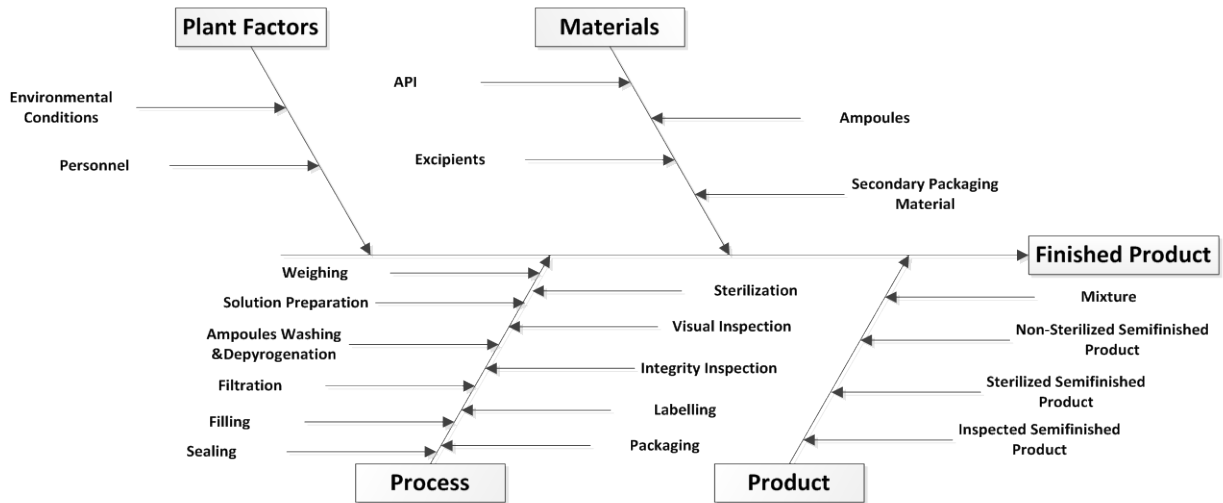 Plant Factors
Materials
API
Environmental
Conditions
Ampoules
Personnel
Excipients
Secondary Packaging
Material
Finished Product
Weighing
Sterilization
Mixture
Solution Preparation
Visual Inspection
Ampoules Washing
&Depyrogenation
Non-Sterilized Semifinished
Product
Integrity Inspection
Filtration
Sterilized Semifinished
Product
Labelling
Filling
Inspected Semifinished
Product
Packaging
Sealing
Process
Product